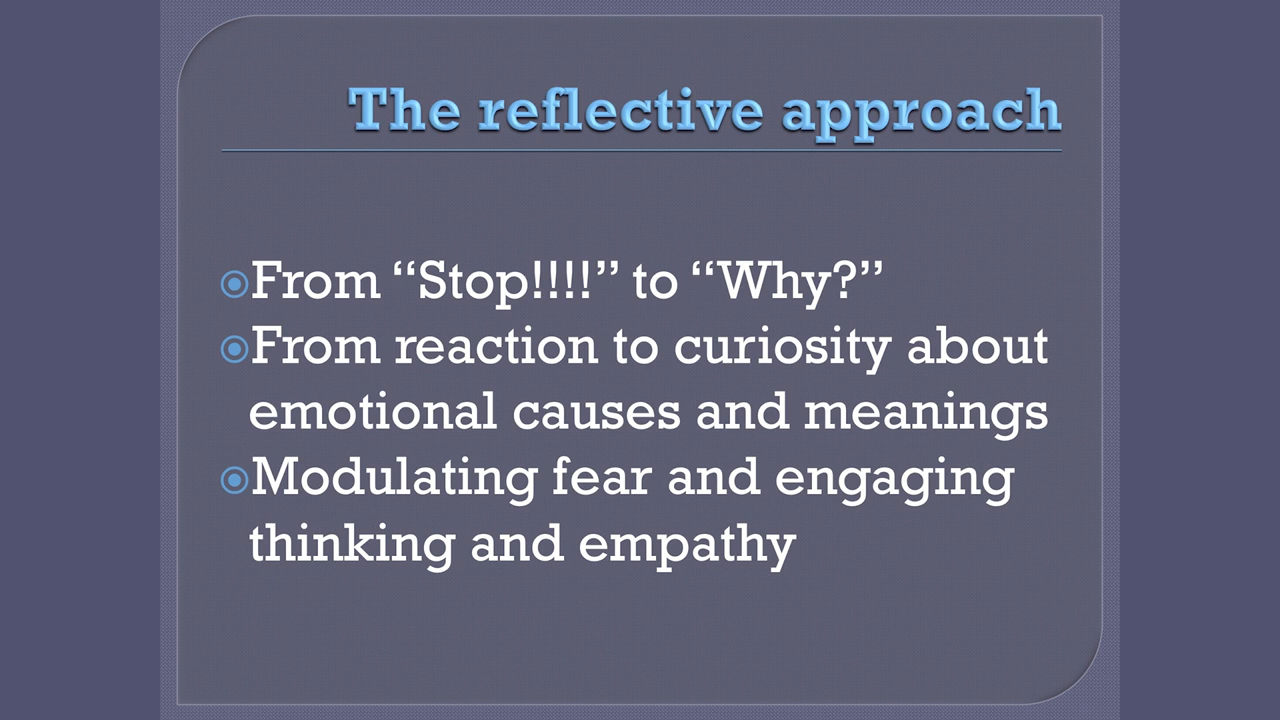 The reflective approach
From “Stop!!!!” to “Why?”
From reaction to curiosity about
emotional causes and meanings
Modulating fear and engaging
thinking and empathy